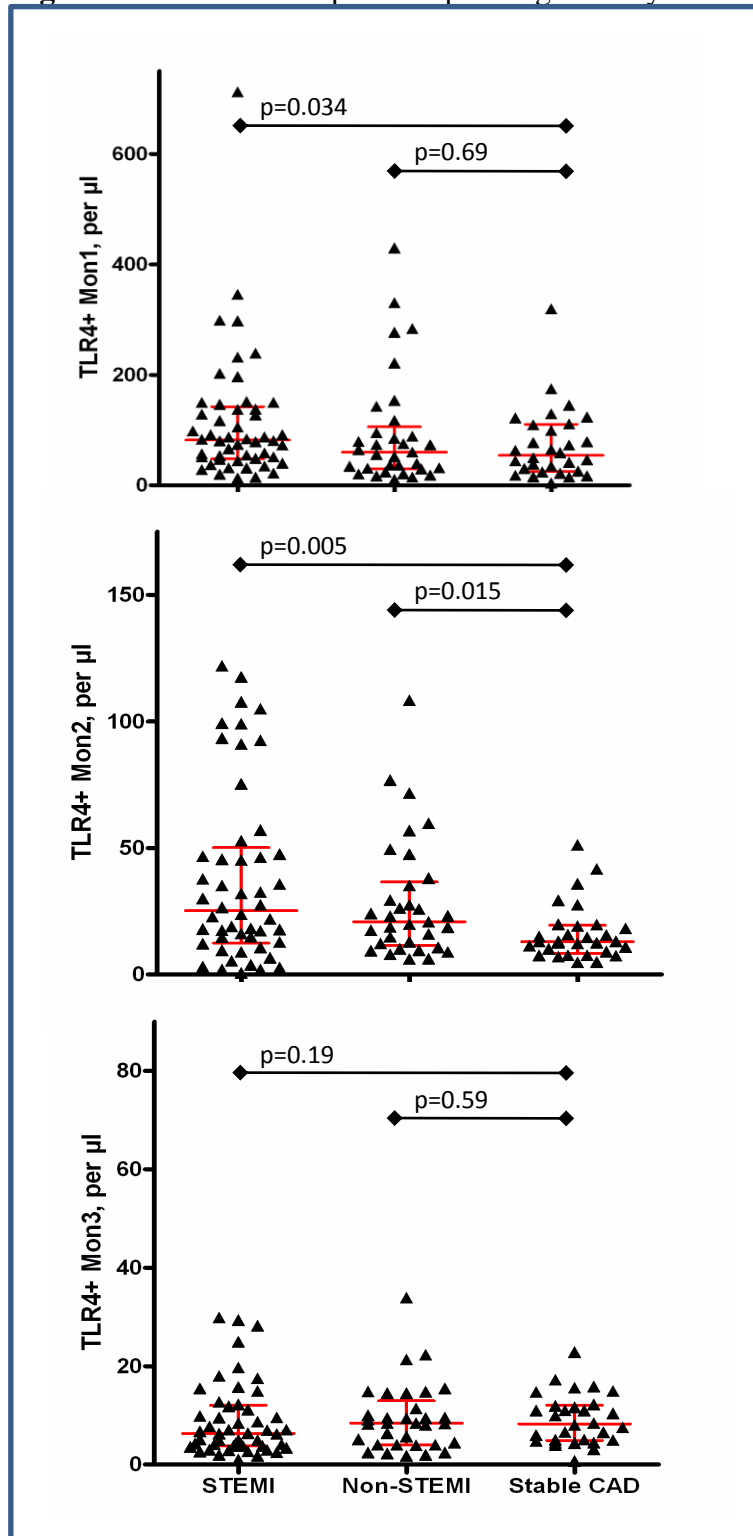 p=0.034
p=0.69
600
400
200
0
TLR4+ Mon1, per µl
p=0.005
p=0.015
150
100
50
0
TLR4+ Mon2, per µl
p=0.19
p=0.59
80
60
40
20
0
TLR4+ Mon3, per µl
STEMI Non-STEMI Stable CAD